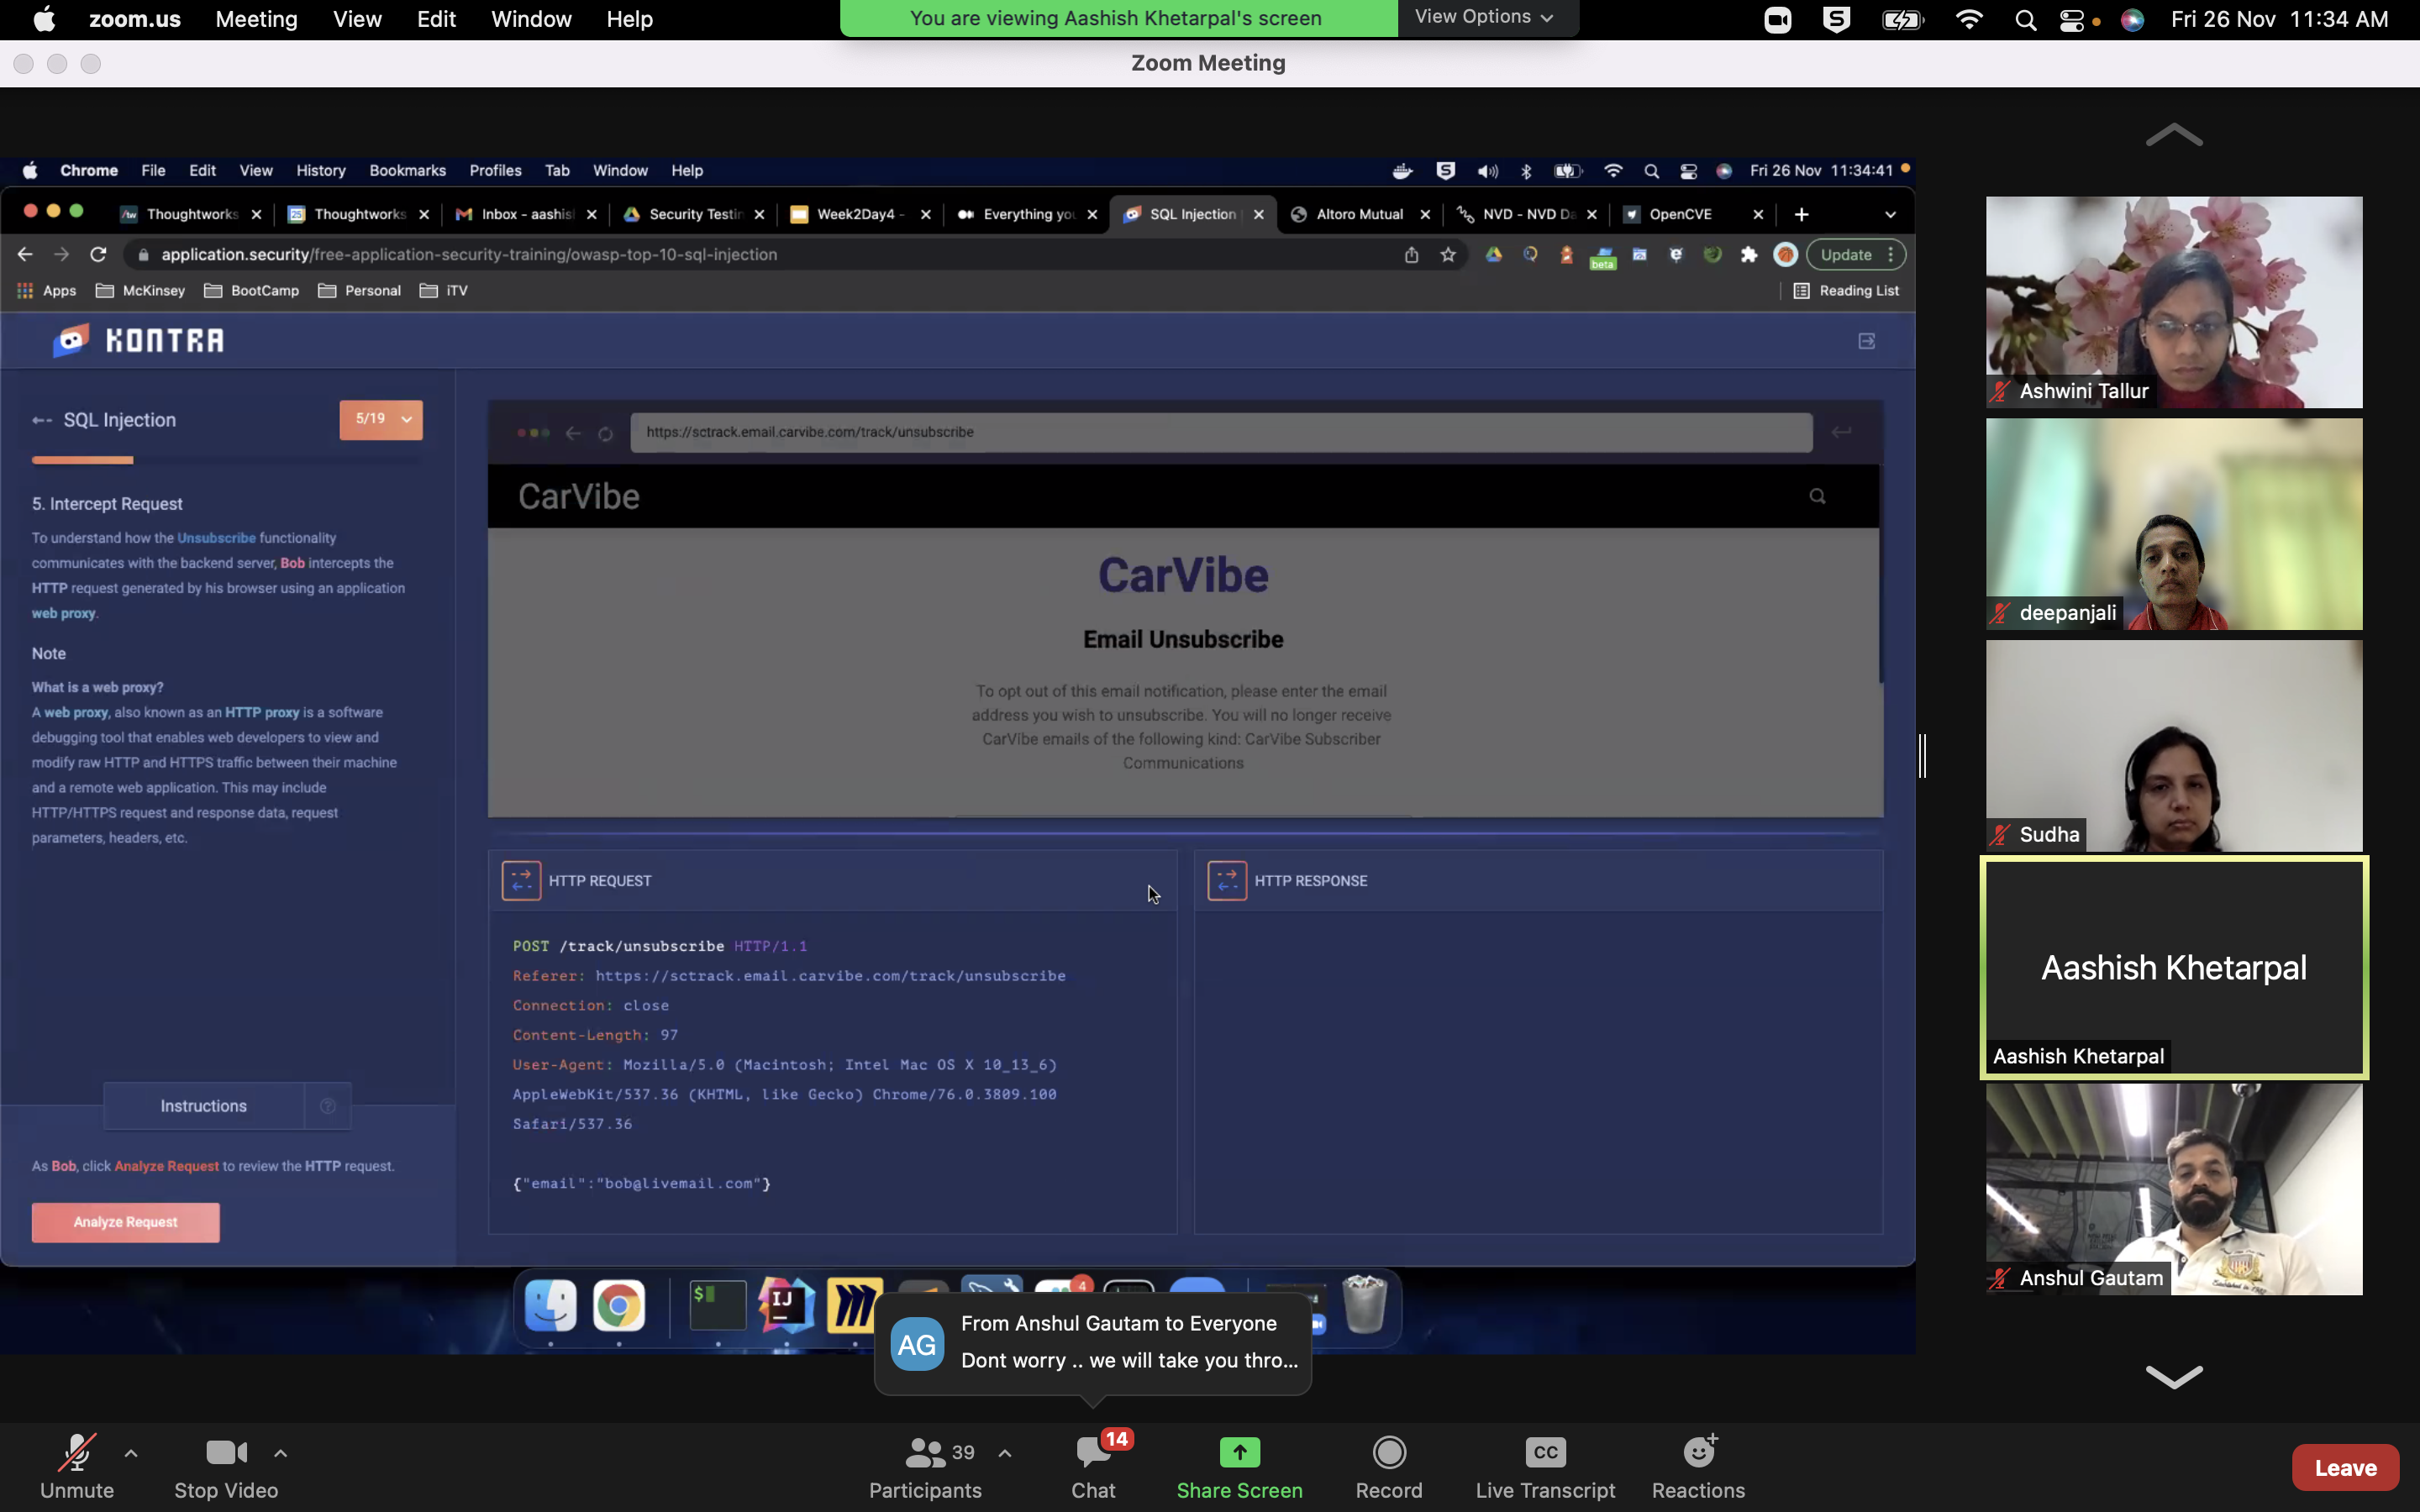 zoom.us Meeting View Edit Window Help
You are viewing Aashish Khetarpal's screen View Options
Fri 26 Nov 11:34 AM
Zoom Meeting
Chrome File Edit View History Bookmarks Profiles Tab Window Help
Fri 26 Nov 11:34:41
Thoughtworks Thoughtworks Inbox - aashis Security Testin Week2Day4 - Everything you SQL Injection Altoro Mutual NVD - NVD Da OpenCVE
application.security/free-application-security-training/owasp-top-10-sql-injection
beta
Update
Apps McKinsey BootCamp Personal iTV Reading List
KONTRA
SQL Injection
5/19
5. Intercept Request
To understand how the Unsubscribe functionality
communicates with the backend server, Bob intercepts the
HTTP request generated by his browser using an application
web proxy.
Note
What is a web proxy?
A web proxy, also known as an HTTP proxy is a software
debugging tool that enables web developers to view and
modify raw HTTP and HTTPS traffic between their machine
and a remote web application. This may include
HTTP/HTTPS request and response data, request
parameters, headers, etc.
Instructions
As Bob, click Analyze Request to review the HTTP request.
Analyze Request
https://sctrack.email.carvibe.com/track/unsubscribe
CarVibe
CarVibe
Email Unsubscribe
To opt out of this email notification, please enter the email
address you wish to unsubscribe. You will no longer receive
CarVibe emails of the following kind: CarVibe Subscriber
Communications
HTTP REQUEST
POST /track/unsubscribe HTTP/1.1
Referer: https://sctrack.email.carvibe.com/track/unsubscribe
Connection: close
Content-Length: 97
User-Agent: Mozilla/5.0 (Macintosh; Intel Mac OS X 10_13_6)
AppleWebKit/537.36 (KHTML, like Gecko) Chrome/76.0.3809.100
Safari/537.36
{"email":"bob@livemail.com"}
HTTP RESPONSE
$
IJ
4
AG
From Anshul Gautam to Everyone
Dont worry .. we will take you thro...
Ashwini Tallur
deepanjali
Sudha
Aashish Khetarpal
Aashish Khetarpal
Anshul Gautam
Unmute
Stop Video
39
Participants
14
Chat
Share Screen
Record
CC
Live Transcript
Reactions
Leave